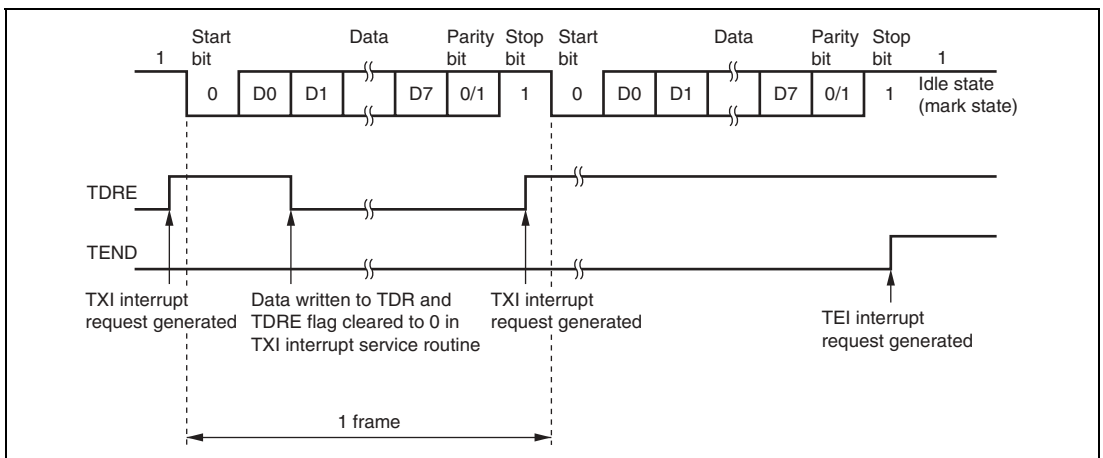 1
Start
bit
Data
Parity
bit
Stop
bit
Start
bit
Data
Parity
bit
Stop
bit
1
0 D0 D1 D7 0/1 1 0 D0 D1 D7 0/1 1
Idle state
(mark state)
TDRE
TEND
TXI interrupt
request generated
Data written to TDR and
TDRE flag cleared to 0 in
TXI interrupt service routine
TXI interrupt
request generated
TEI interrupt
request generated
1 frame